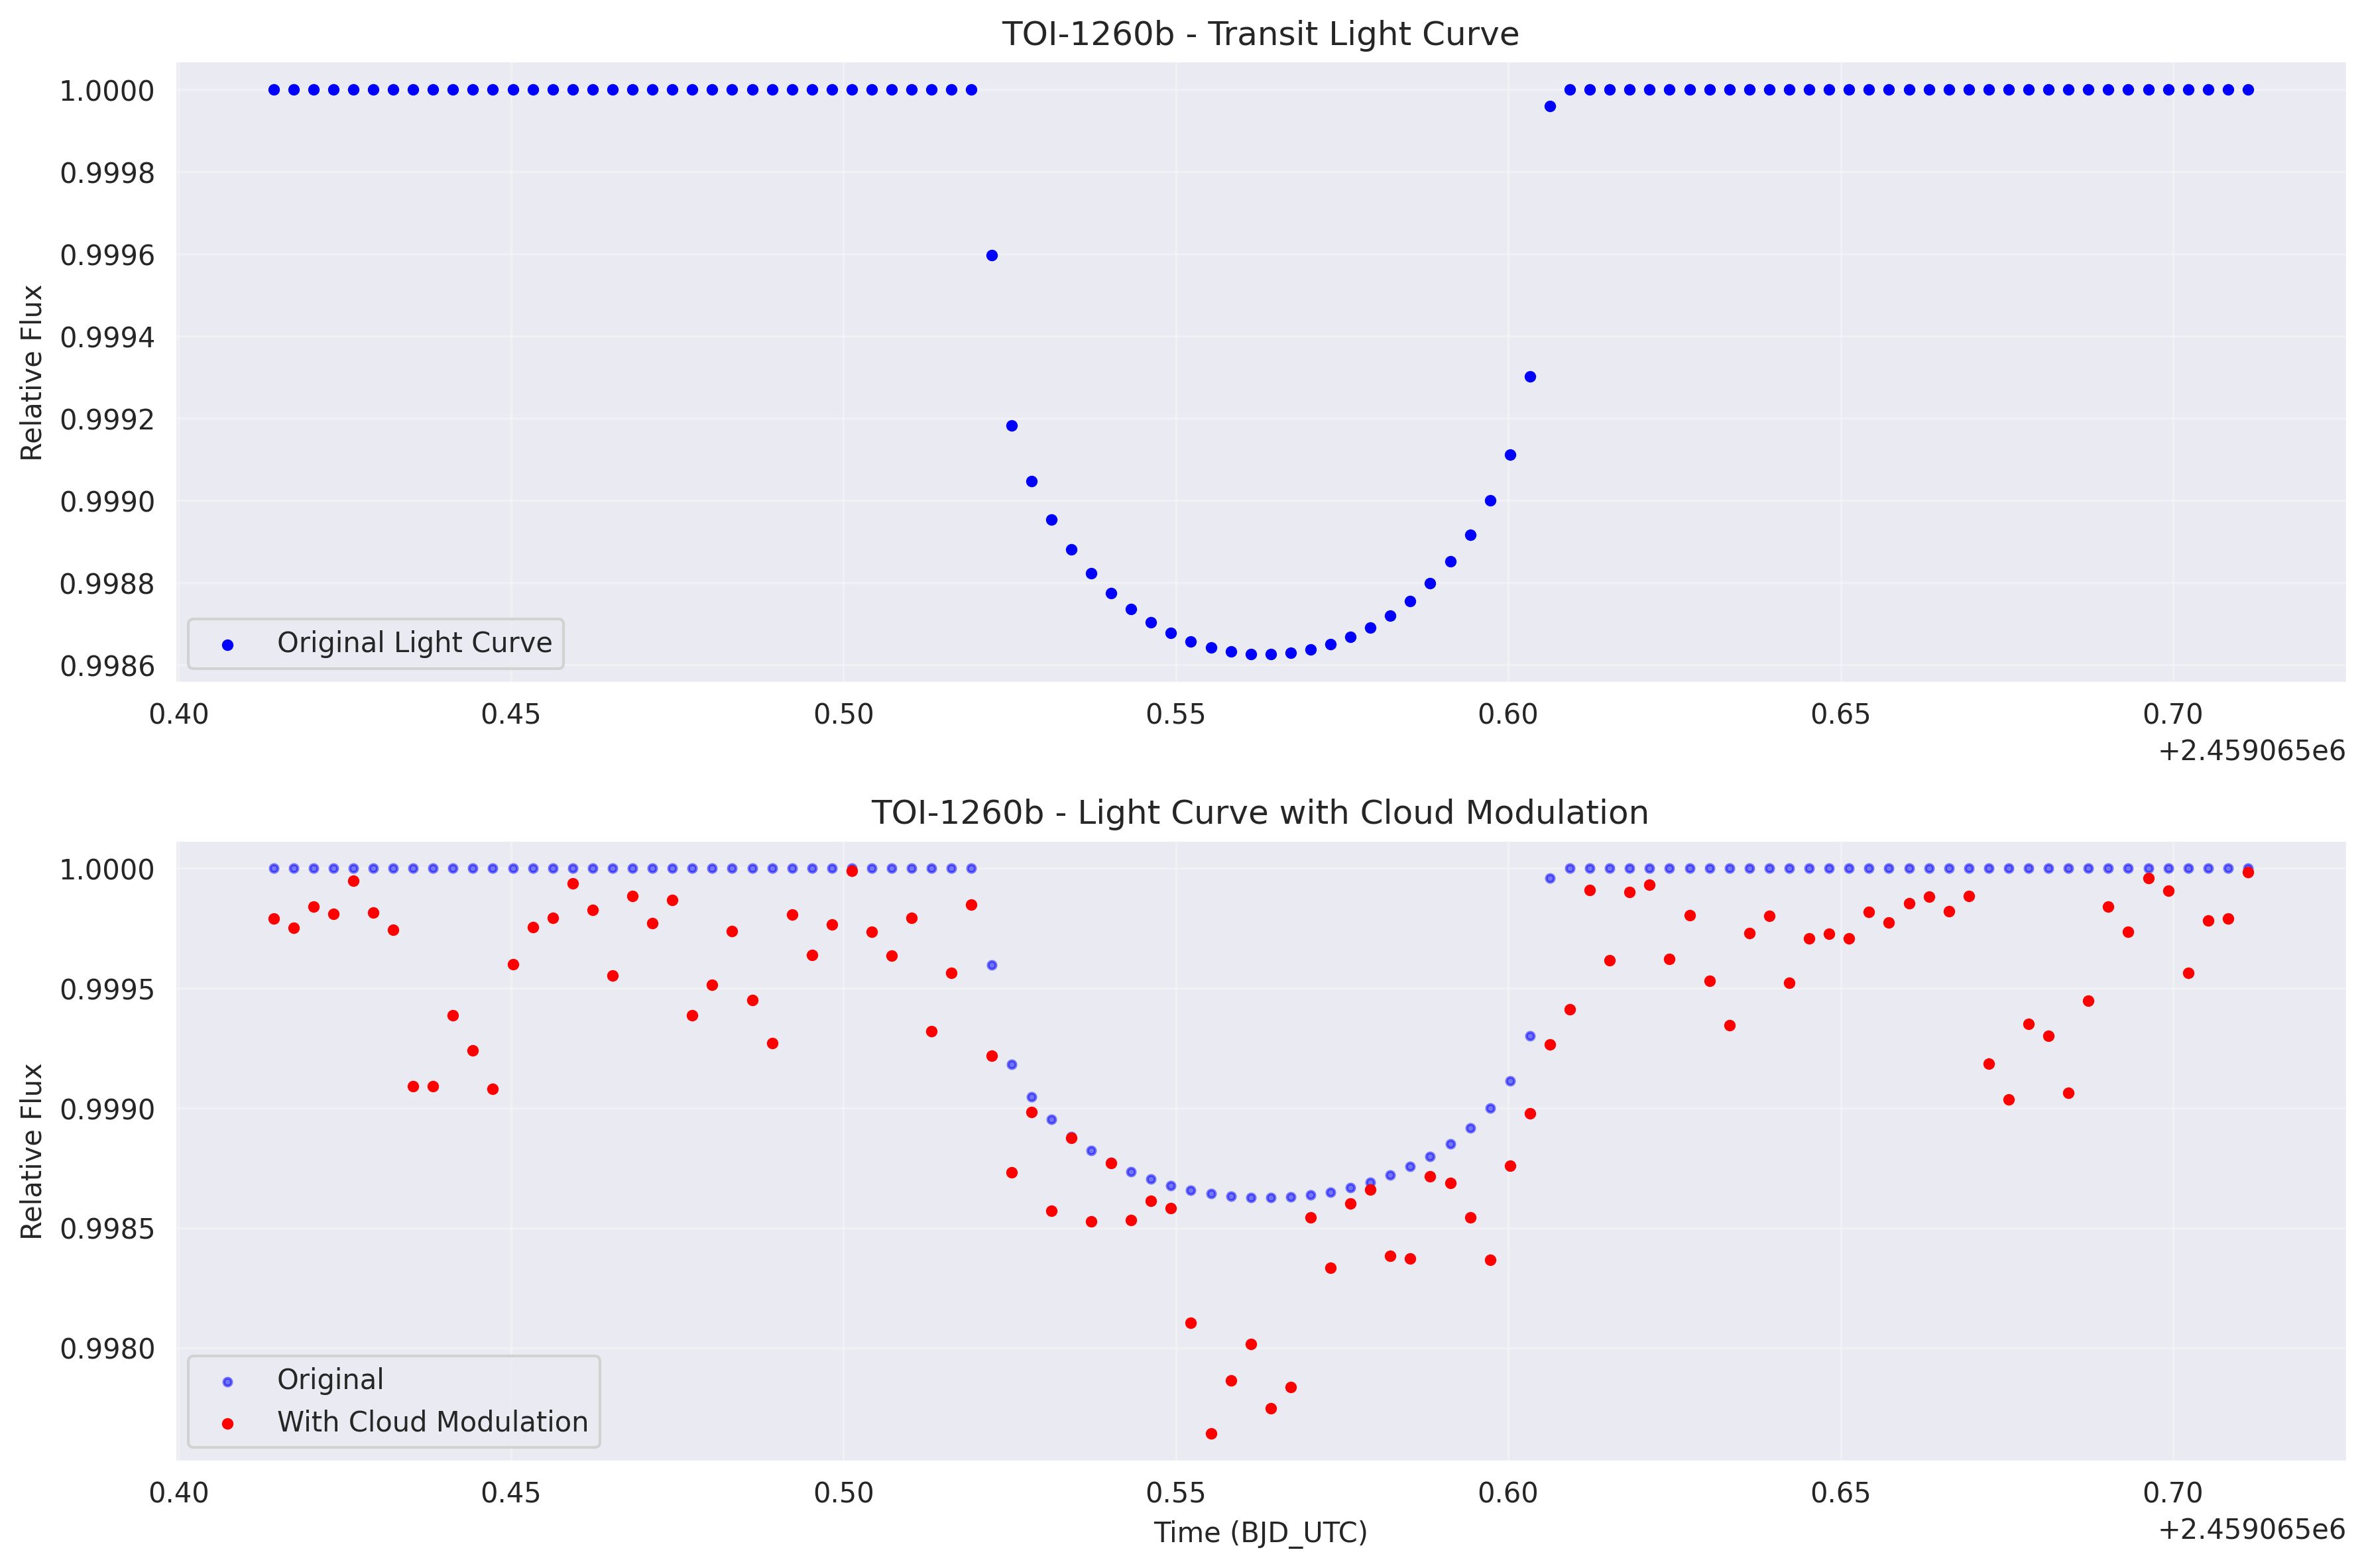 TOI-1260b - Transit Light Curve
Relative Flux
1.0000
0.9998
0.9996
0.9994
0.9992
0.9990
0.9988
0.9986
Original Light Curve
0.40 0.45 0.50 0.55 0.60 0.65 0.70
+2.459065e6
TOI-1260b - Light Curve with Cloud Modulation
Relative Flux
1.0000
0.9995
0.9990
0.9985
0.9980
Original
With Cloud Modulation
0.40 0.45 0.50 0.55 0.60 0.65 0.70
Time (BJD_UTC)
+2.459065e6